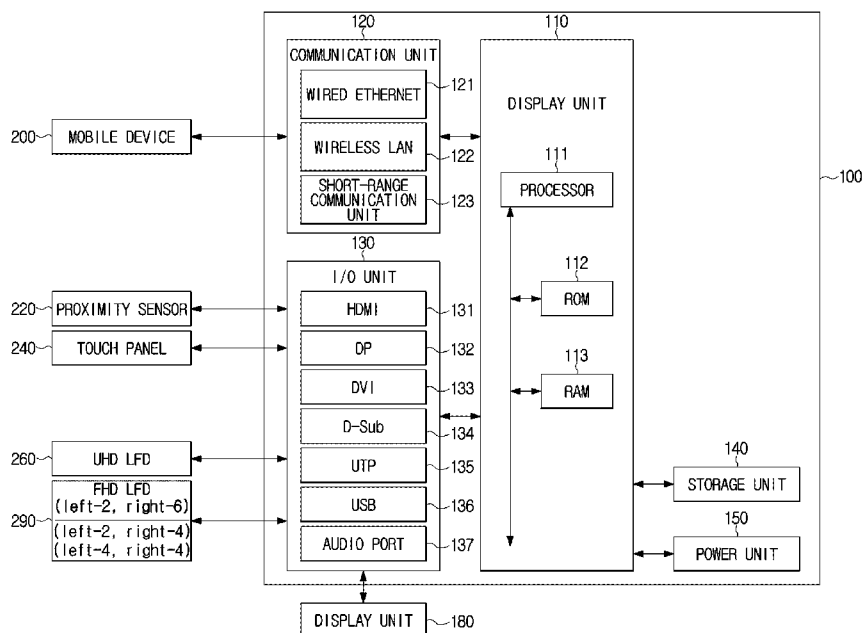 120
COMMUNICATION UNIT
WIRED ETHERNET
121
WIRELESS LAN
122
SHORT-RANGE
COMMUNICATION
UNIT
123
110
DISPLAY UNIT
111
PROCESSOR
112
ROM
113
RAM
100
200
MOBILE DEVICE
130
I/O UNIT
HDMI
131
DP
132
DVI
133
D-Sub
134
UTP
135
USB
136
AUDIO PORT
137
220
PROXIMITY SENSOR
240
TOUCH PANEL
260
UHD LFD
290
FHD LFD
(left-2, right-6)
(left-2, right-4)
(left-4, right-4)
140
STORAGE UNIT
150
POWER UNIT
DISPLAY UNIT
180